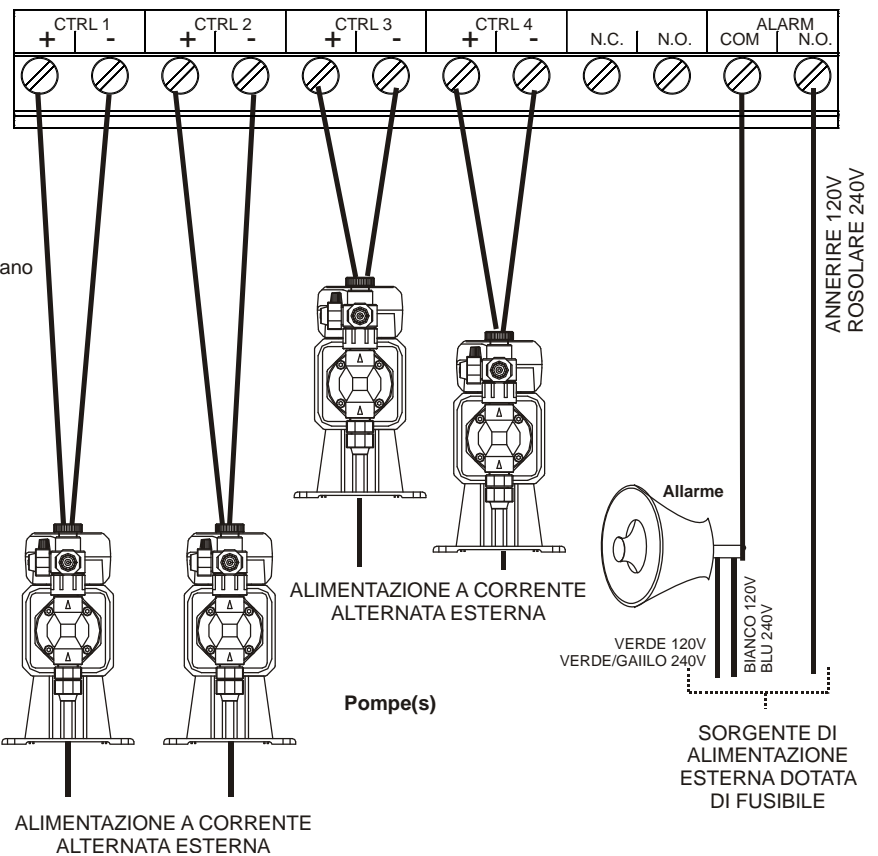 CTRL 1 CTRL 2 CTRL 3 CTRL 4 ALARM
+ - + - + - + - N.C. N.O. COM N.O.
ano
ANNERIRE 120V
ROSOLARE 240V
Allarme
ALIMENTAZIONE A CORRENTE
ALTERNATA ESTERNA
VERDE 120V
VERDE/GAIILO 240V
BIANCO 120V
BLU 240V
Pompe(s)
SORGENTE DI
ALIMENTAZIONE
ESTERNA DOTATA
DI FUSIBILE
ALIMENTAZIONE A CORRENTE
ALTERNATA ESTERNA